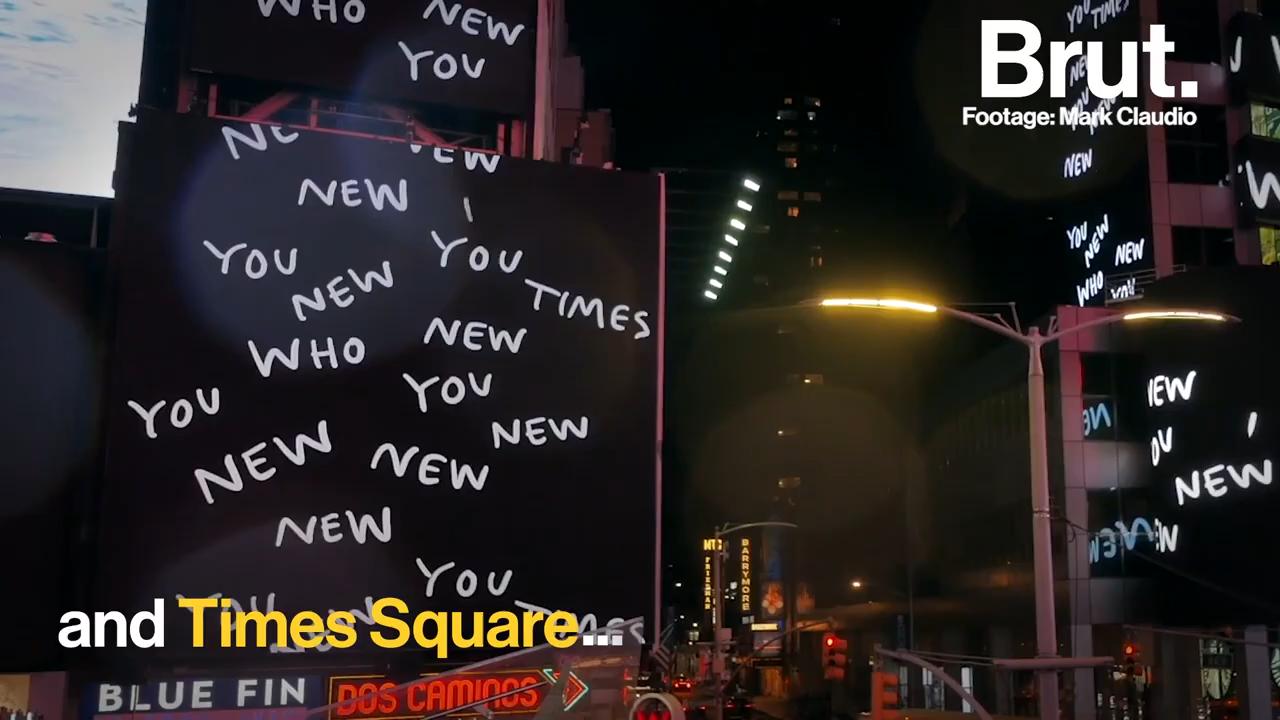 WHO NEW
YOU
NEW
NEW
YOU YOU
NEW TIMES
WHO NEW
YOU YOU
NEW
NEW NEW
NEW
YOU
and Times Square...
BLUE FIN DOS CAMINOS
BARRYMORE
Brut.
Footage: Mark Claudio
YOU TIMES
NEW
YOU NEW NEW
WHO YOU
NEW